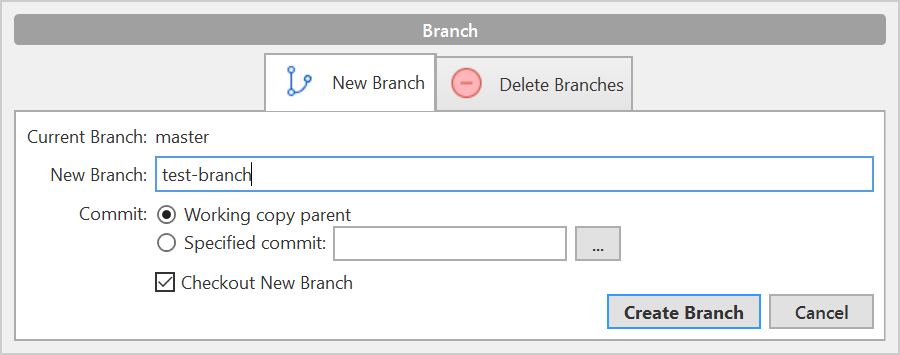 Branch
New Branch
Delete Branches
Current Branch: master
New Branch: test-branch
Commit: Working copy parent
Specified commit: ...
Checkout New Branch
Create Branch Cancel